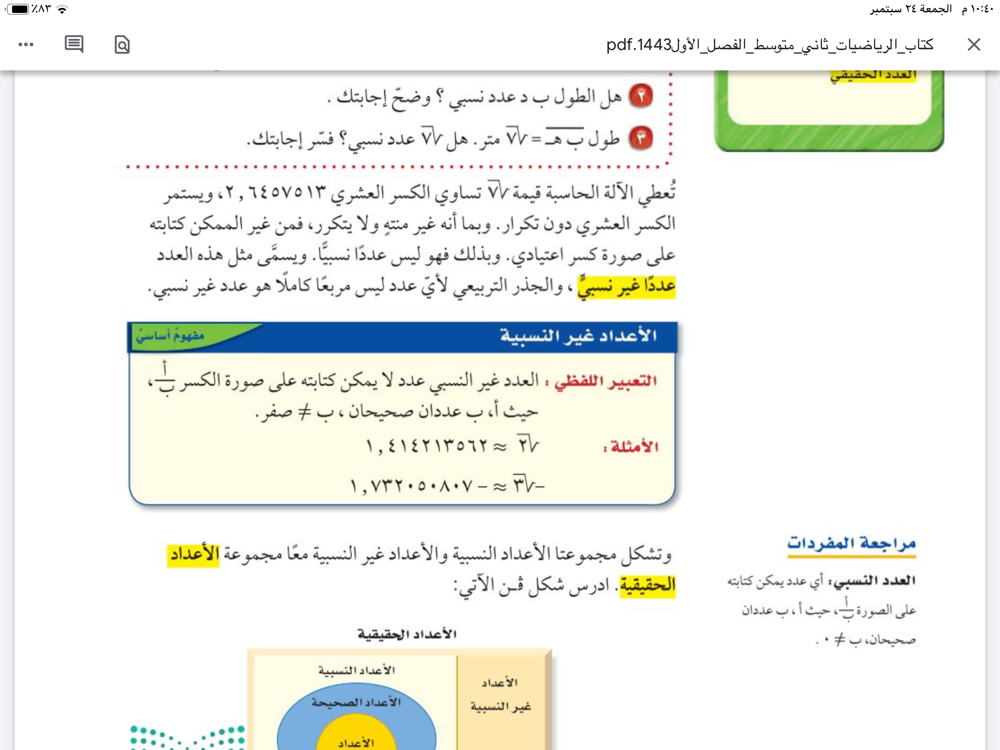 ١٠:٤٠ م الجمعة ٢٤ سبتمبر
٨٣٪
كتاب_الرياضيات_ثاني_متوسط_الفصل_الأول1443.pdf
العدد الحقيقي
٢ هل الطول ب د عدد نسبي ؟ وضحّ إجابتك .
٣ طول ب هـ = √٧ متر . هل √٧ عدد نسبي؟ فسّر إجابتك.
تُعطي الآلة الحاسبة قيمة √٧ تساوي الكسر العشري ٢,٦٤٥٧٥١٣، ويستمر
الكسر العشري دون تكرار. وبما أنه غير منتهٍ ولا يتكرر، فمن غير الممكن كتابته
على صورة كسر اعتيادي. وبذلك فهو ليس عددًا نسبيًّا. ويسمَّى مثل هذه العدد
عددًا غير نسبيٍّ ، والجذر التربيعي لأيّ عدد ليس مربعًا كاملًا هو عدد غير نسبي.
الأعداد غير النسبية
مفهومٌ أساسيٌ
التعبير اللفظي : العدد غير النسبي عدد لا يمكن كتابته على صورة الكسر أ/ب،
حيث أ، ب عددان صحيحان ، ب ≠ صفر.
الأمثلة : √٢ ≈ ١,٤١٤٢١٣٥٦٢
-√٣ ≈ - ١,٧٣٢٠٥٠٨٠٧
وتشكل مجموعتا الأعداد النسبية والأعداد غير النسبية معًا مجموعة الأعداد
الحقيقية. ادرس شكل ڤـن الآتي:
مراجعة المفردات
العدد النسبي: أي عدد يمكن كتابته
على الصورة أ/ب، حيث أ ، ب عددان
صحيحان، ب ≠ ٠ .
الأعداد الحقيقية
الأعداد
غير النسبية
الأعداد النسبية
الأعداد الصحيحة
الأعداد